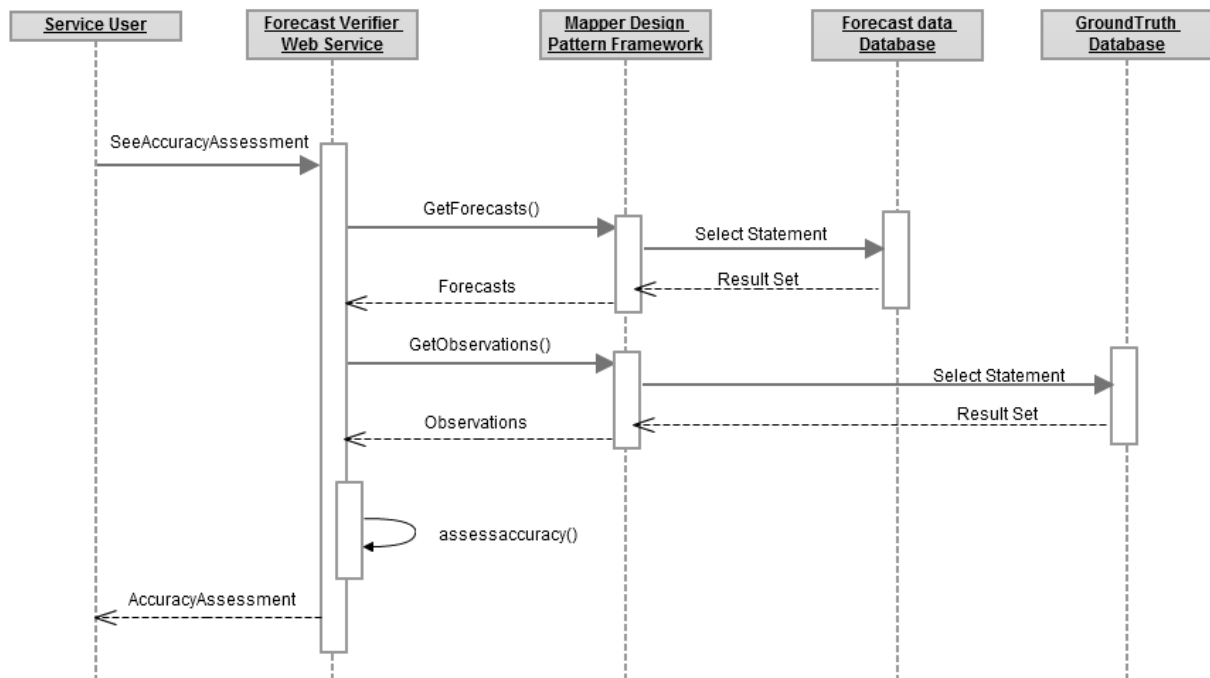 Service User
Forecast Verifier
Web Service
Mapper Design
Pattern Framework
Forecast data
Database
GroundTruth
Database
SeeAccuracyAssessment
GetForecasts()
Select Statement
Result Set
Forecasts
GetObservations()
Select Statement
Result Set
Observations
assessaccuracy()
AccuracyAssessment